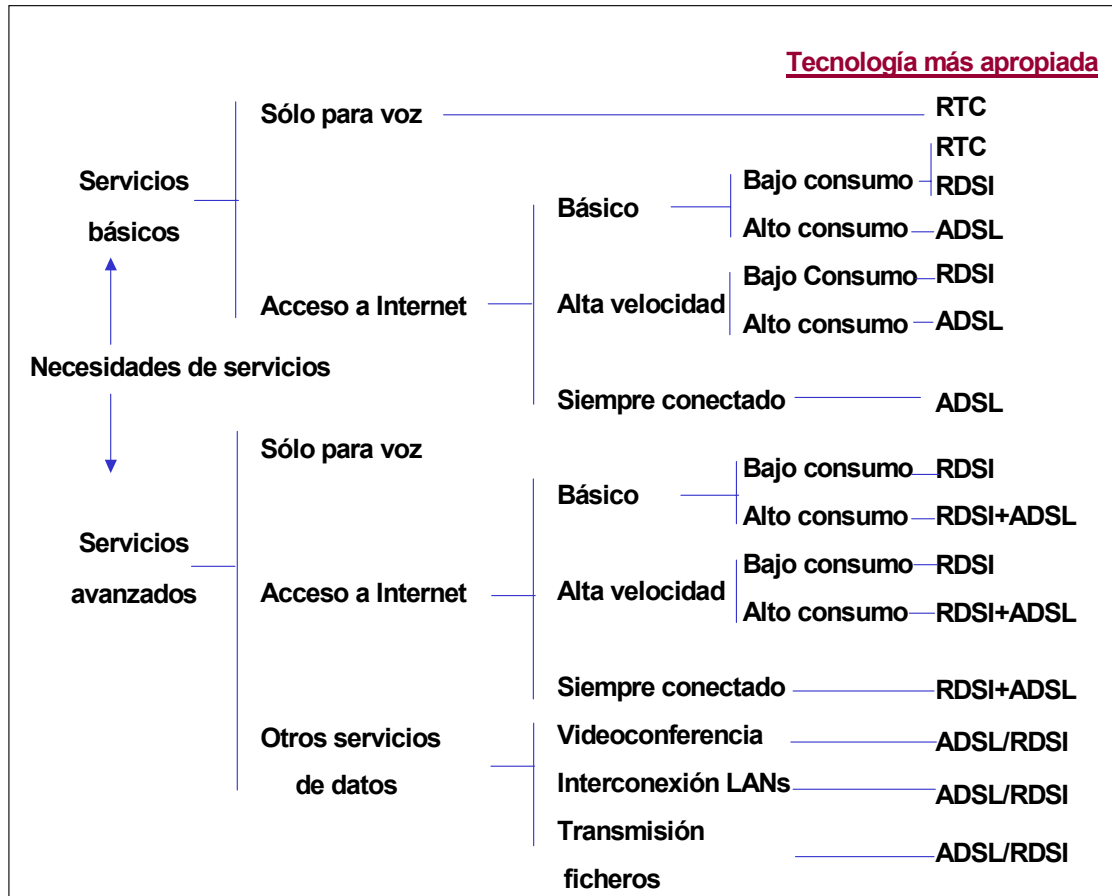 Tecnología más apropiada
Sólo para voz
RTC
RTC
Servicios
básicos
Básico
Bajo consumo
RDSI
Alto consumo
ADSL
Acceso a Internet
Alta velocidad
Bajo Consumo
RDSI
Alto consumo
ADSL
Necesidades de servicios
Siempre conectado
ADSL
Sólo para voz
Servicios
avanzados
Básico
Bajo consumo
RDSI
Alto consumo
RDSI+ADSL
Acceso a Internet
Alta velocidad
Bajo consumo
RDSI
Alto consumo
RDSI+ADSL
Siempre conectado
RDSI+ADSL
Otros servicios
de datos
Videoconferencia
ADSL/RDSI
Interconexión LANs
ADSL/RDSI
Transmisión
ficheros
ADSL/RDSI